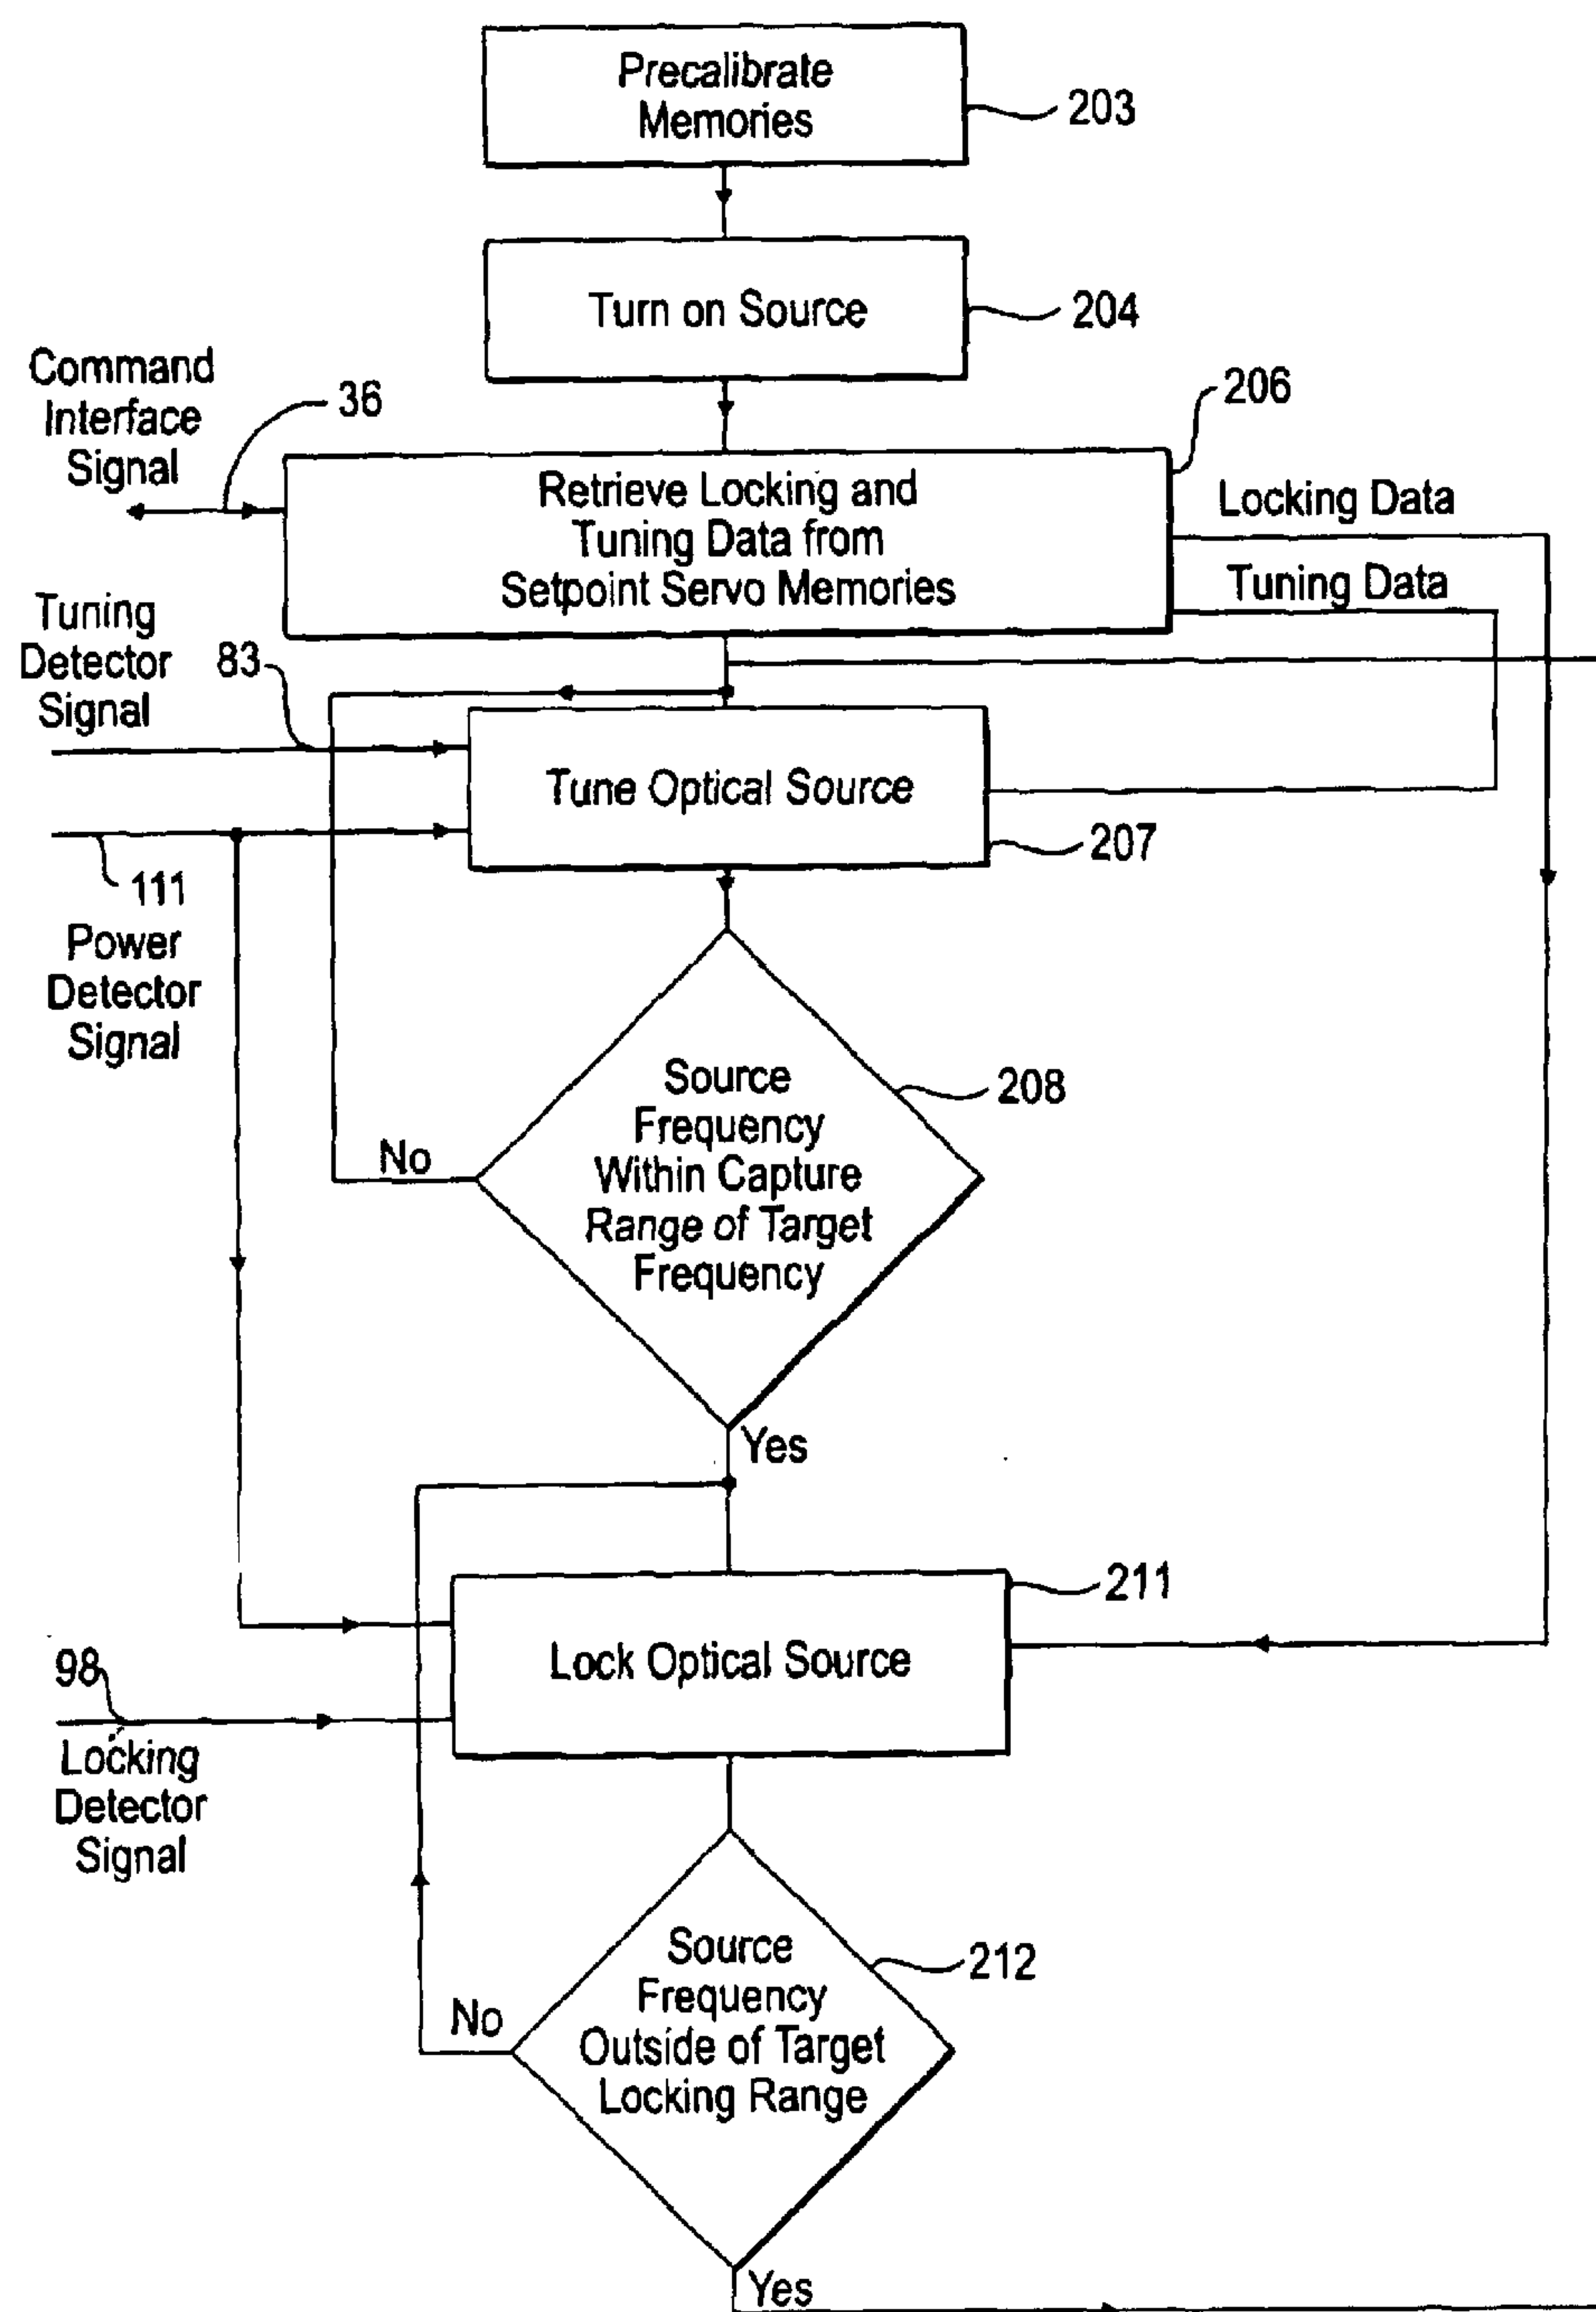 Precalibrate
Memories
203
Turn on Source
204
Command
Interface
Signal
36
206
Retrieve Locking and
Tuning Data from
Setpoint Servo Memories
Locking Data
Tuning Data
Tuning
Detector
Signal
83
Tune Optical Source
207
111
Power
Detector
Signal
Source
Frequency
Within Capture
Range of Target
Frequency
208
No
Yes
211
Lock Optical Source
98
Locking
Detector
Signal
Source
Frequency
Outside of Target
Locking Range
212
No
Yes